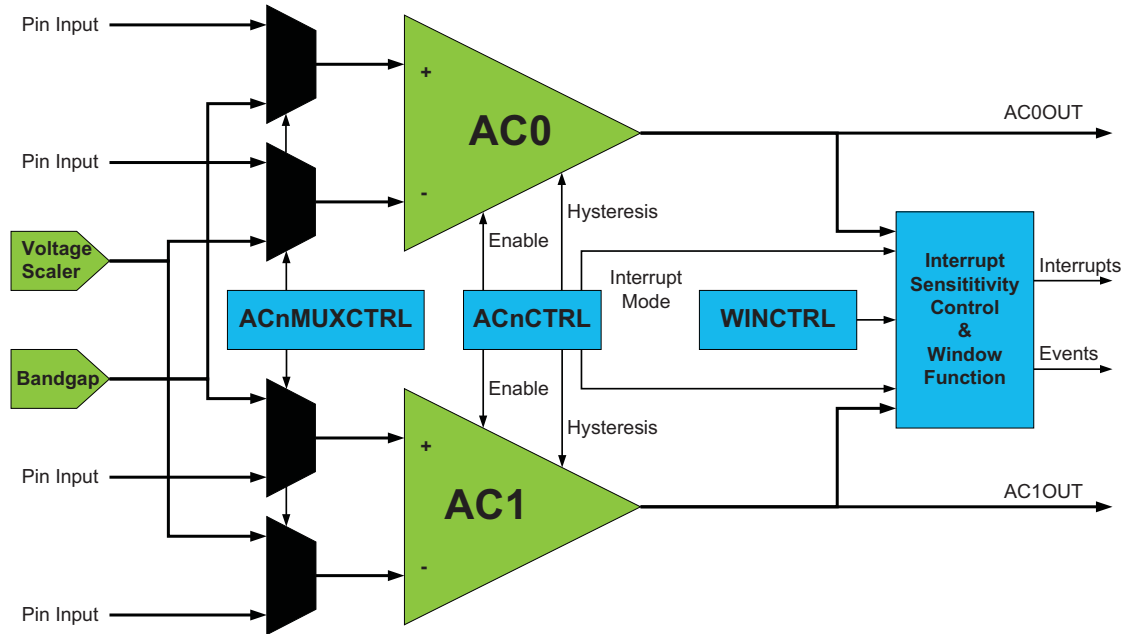 Pin Input
+
AC0
AC0OUT
Pin Input
-
Hysteresis
Enable
Voltage
Scaler
Interrupt
Mode
Interrupt
Sensititivity
Control
&
Window
Function
Interrupts
ACnMUXCTRL
ACnCTRL
WINCTRL
Events
Bandgap
Enable
Hysteresis
+
Pin Input
AC1
AC1OUT
-
Pin Input